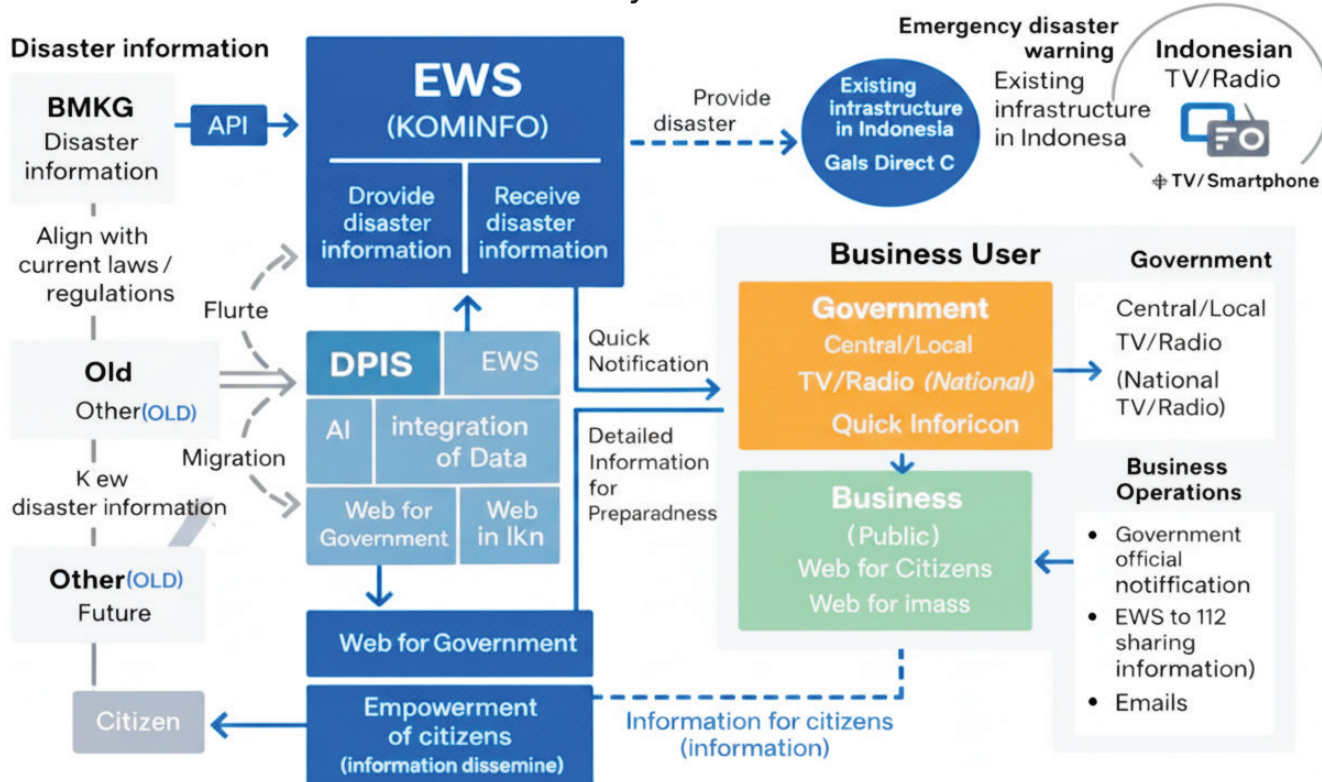 Disaster information
BMKG
Disaster
information
API
Align with
current laws /
regulations
Old
Other(OLD)
K ew
disaster information
Other(OLD)
Future
Citizen
Flurte
Migration
EWS
(KOMINFO)
Drovide
disaster
information
Receive
disaster
information
DPIS
EWS
AI
integration
of Data
Web for
Government
Web
in Ikn
Web for Government
Empowerment
of citizens
(information dissemine)
Provide
disaster
Existing
intrastructure
in Indonesia
Gals Direct C
Emergency disaster
warning
Existing
infrastructure
in Indonesa
Indonesian
TV/Radio
TV/Smartphone
Quick
Notification
Detailed
Information
for
Preparadness
Business User
Government
Central/Local
TV/Radio (National)
Quick Inforicon
Business
(Public)
Web for Citizens
Web for imass
Government
Central/Local
TV/Radio
(National
TV/Radio)
Business
Operations
• Government
official
notiffication
• EWS to 112
sharing
information)
• Emails
Information for citizens
(information)